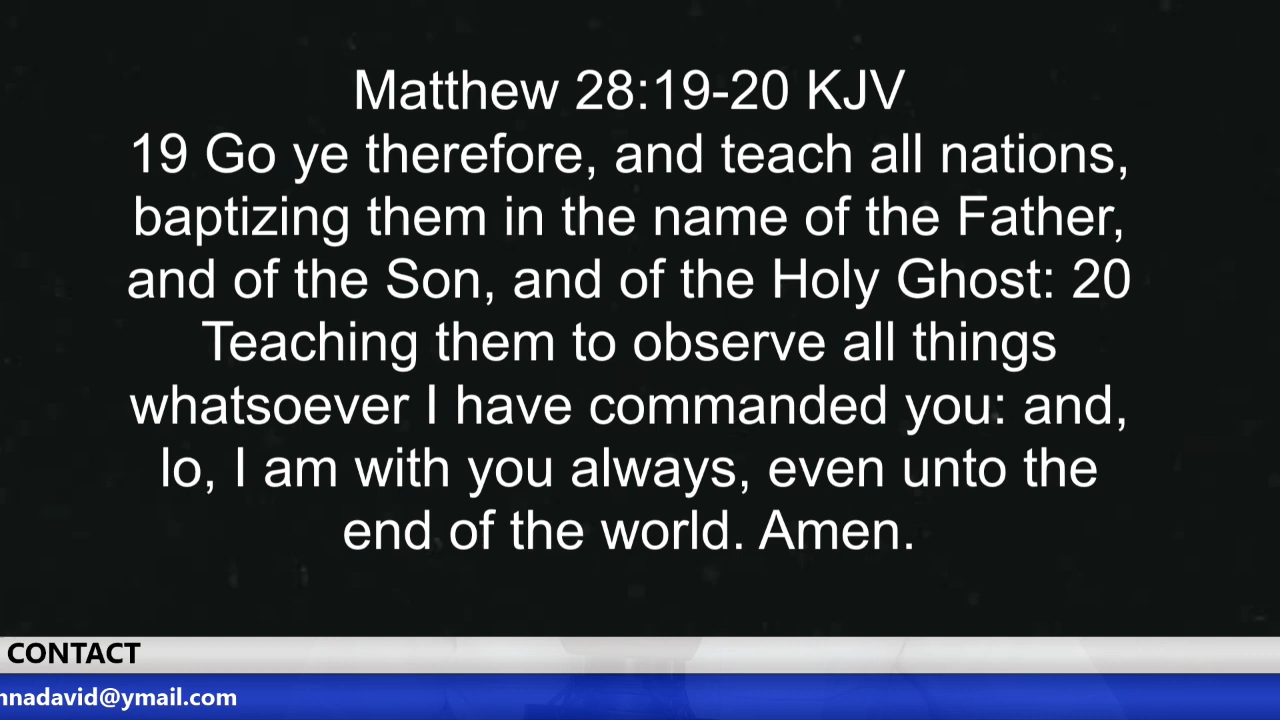 Matthew 28:19-20 KJV
19 Go ye therefore, and teach all nations,
baptizing them in the name of the Father,
and of the Son, and of the Holy Ghost: 20
Teaching them to observe all things
whatsoever I have commanded you: and,
lo, I am with you always, even unto the
end of the world. Amen.
CONTACT
nnadavid@ymail.com